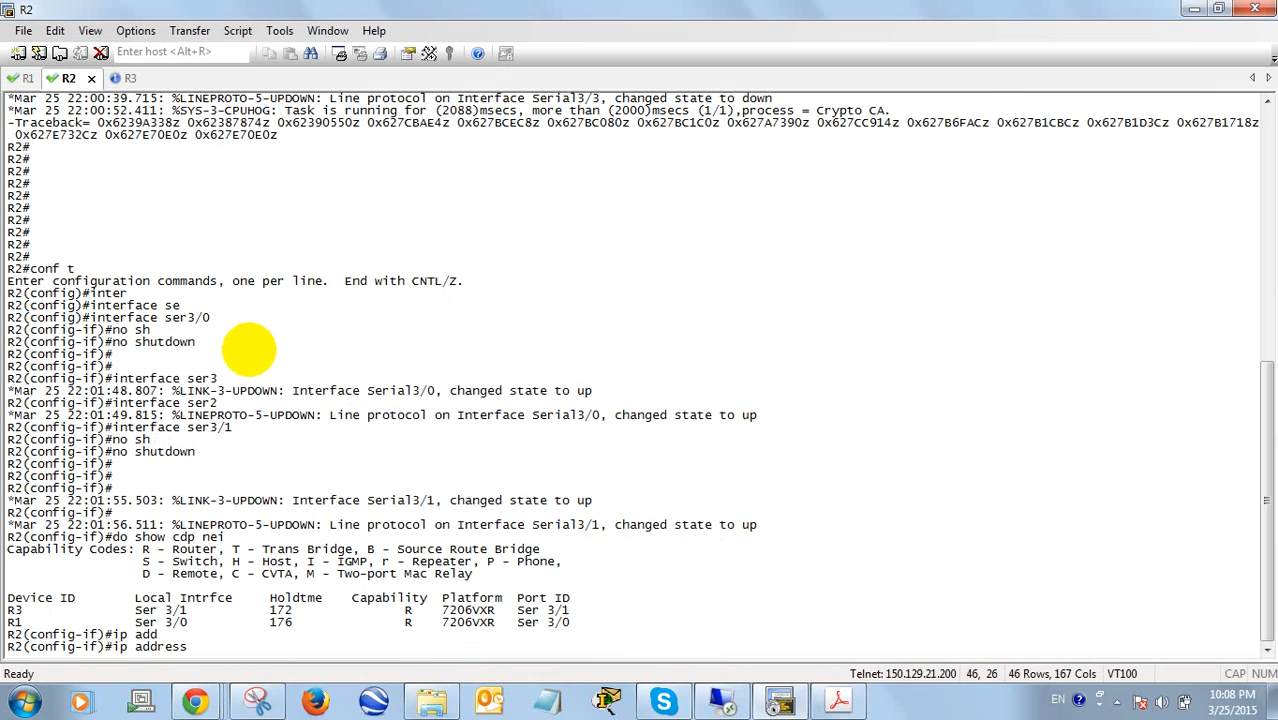 R2
File Edit View Options Transfer Script Tools Window Help
Enter host <Alt+R>
R1 R2 R3
*Mar 25 22:00:39.715: %LINEPROTO-5-UPDOWN: Line protocol on Interface Serial3/3, changed state to down
*Mar 25 22:00:52.411: %SYS-3-CPUHOG: Task is running for (2088)msecs, more than (2000)msecs (1/1),process = Crypto CA.
-Traceback= 0x6239A338z 0x62387874z 0x62390550z 0x627CBAE4z 0x627BCEC8z 0x627BC080z 0x627BC1C0z 0x627A7390z 0x627CC914z 0x627B6FACz 0x627B1CBCz 0x627B1D3Cz 0x627B1718z
0x627E732Cz 0x627E70E0z 0x627E70E0z
R2#
R2#
R2#
R2#
R2#
R2#
R2#
R2#
R2#
R2#
R2#conf t
Enter configuration commands, one per line.  End with CNTL/Z.
R2(config)#inter
R2(config)#interface se
R2(config)#interface ser3/0
R2(config-if)#no sh
R2(config-if)#no shutdown
R2(config-if)#
R2(config-if)#
R2(config-if)#interface ser3
*Mar 25 22:01:48.807: %LINK-3-UPDOWN: Interface Serial3/0, changed state to up
R2(config-if)#interface ser2
*Mar 25 22:01:49.815: %LINEPROTO-5-UPDOWN: Line protocol on Interface Serial3/0, changed state to up
R2(config-if)#interface ser3/1
R2(config-if)#no sh
R2(config-if)#no shutdown
R2(config-if)#
R2(config-if)#
R2(config-if)#
*Mar 25 22:01:55.503: %LINK-3-UPDOWN: Interface Serial3/1, changed state to up
R2(config-if)#
*Mar 25 22:01:56.511: %LINEPROTO-5-UPDOWN: Line protocol on Interface Serial3/1, changed state to up
R2(config-if)#do show cdp nei
Capability Codes: R - Router, T - Trans Bridge, B - Source Route Bridge
S - Switch, H - Host, I - IGMP, r - Repeater, P - Phone,
D - Remote, C - CVTA, M - Two-port Mac Relay
Device ID Local Intrfce Holdtme Capability Platform Port ID
R3 Ser 3/1 172 R 7206VXR Ser 3/1
R1 Ser 3/0 176 R 7206VXR Ser 3/0
R2(config-if)#ip add
R2(config-if)#ip address
Ready Telnet: 150.129.21.200 46, 26 46 Rows, 167 Cols VT100 CAP NUM
EN 10:08 PM
3/25/2015